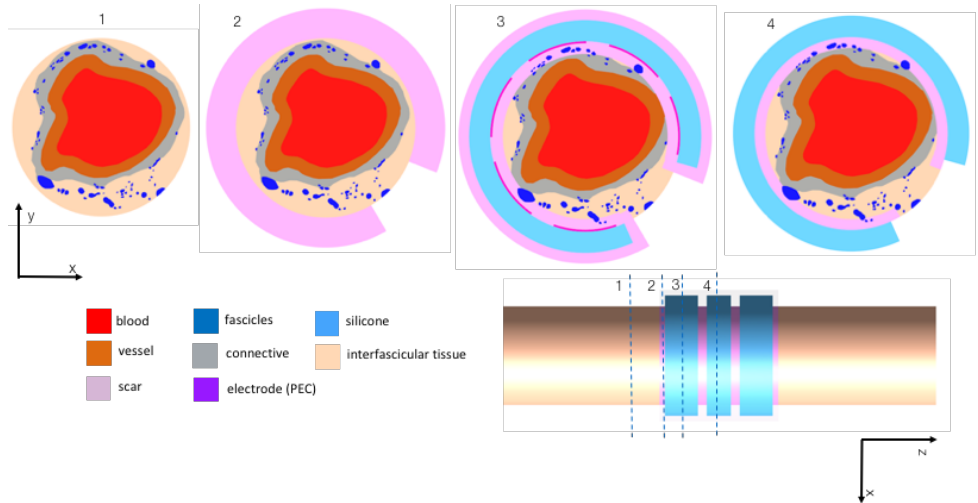 1
2
3
4
y
x
1 2 3 4
blood
fascicles
silicone
vessel
connective
interfascicular tissue
scar
electrode (PEC)
z
x